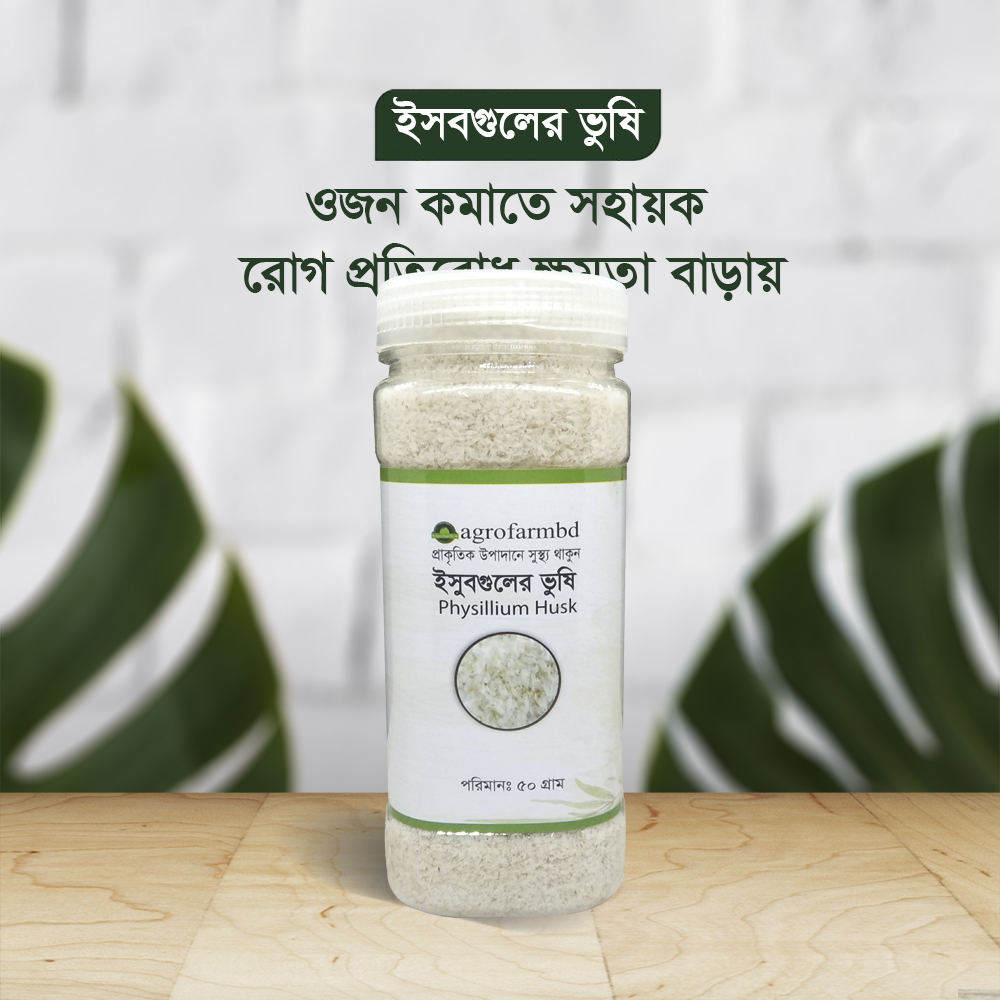 ইসবগুলের ভুষি
ওজন কমাতে সহায়ক
রোগ প্রতিরোধ ক্ষমতা বাড়ায়
agrofarmbd
প্রাকৃতিক উপাদানে সুস্থ্য থাকুন
ইসুবগুলের ভুষি
Physillium Husk
পরিমানঃ ৫০ গ্রাম